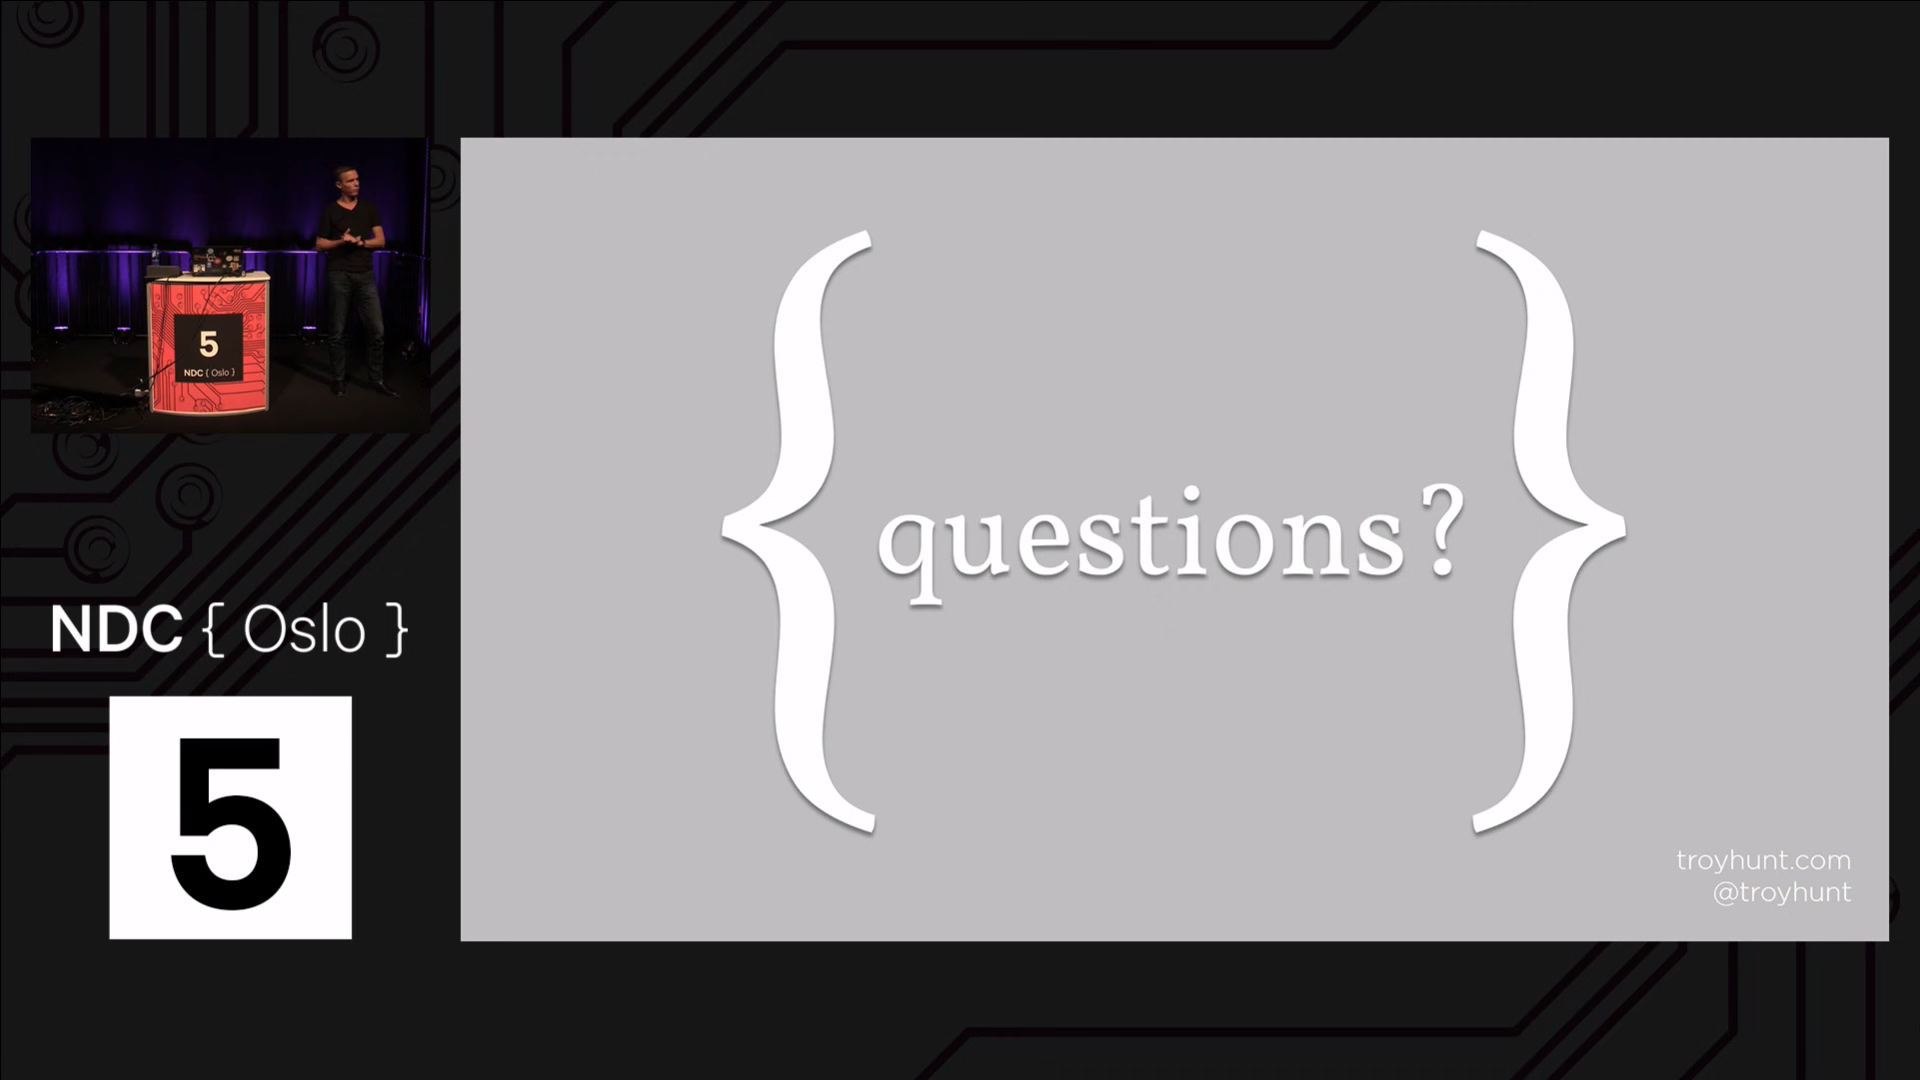 5
NDC { Oslo }
NDC { Oslo }
5
{ questions? }
troyhunt.com
@troyhunt